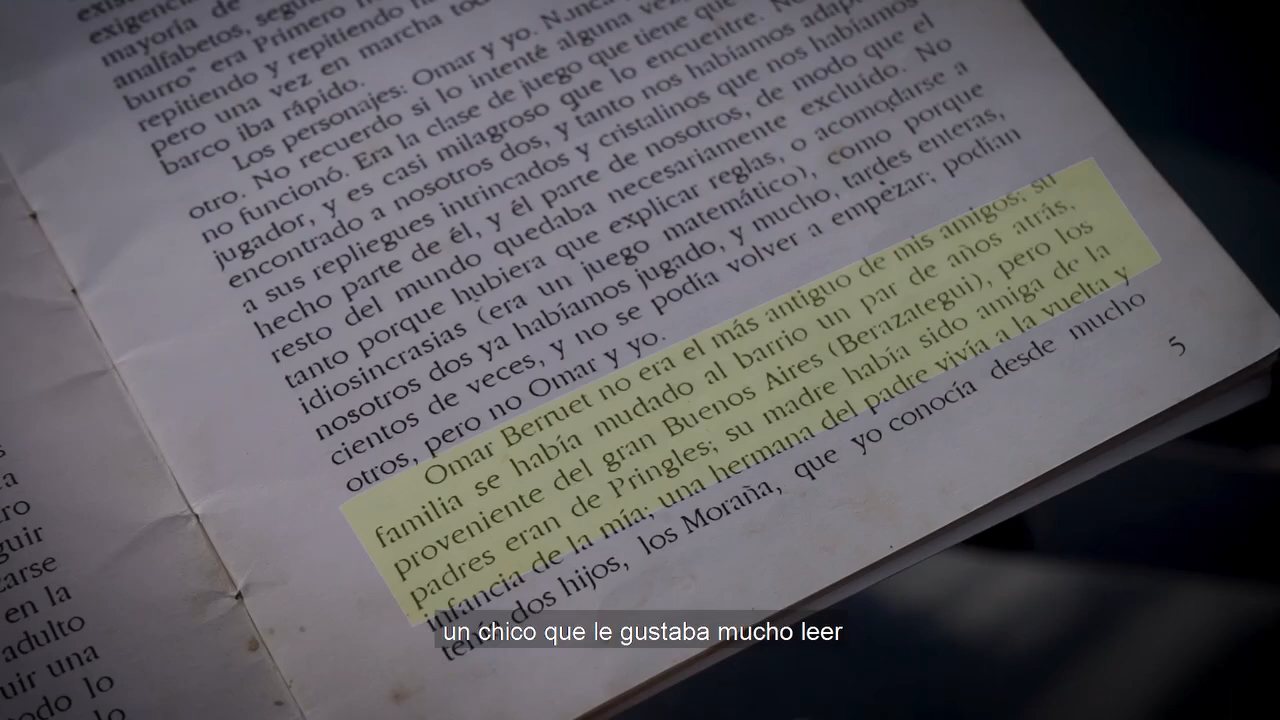 exigencia
mayoría de
analfabetos,
burro" era Primero
repitiendo y repitiendo
pero una vez en marcha
barco iba rápido.
Los personajes: Omar y yo. Nunca
otro. No recuerdo si lo intenté alguna vez,
no funcionó. Era la clase de juego que tiene que
jugador, y es casi milagroso que lo encuentre.
encontrado a nosotros dos, y tanto nos habíamos
a sus repliegues intrincados y cristalinos que nos habíamos
hecho parte de él, y él parte de nosotros, de modo que el
resto del mundo quedaba necesariamente excluído. No
tanto porque hubiera que explicar reglas, o acomodarse a
idiosincrasias (era un juego matemático), como porque
nosotros dos ya habíamos jugado, y mucho, tardes enteras,
cientos de veces, y no se podía volver a empezar; podían
otros, pero no Omar y yo.
Omar Berruet no era el más antiguo de mis amigos; su
familia se había mudado al barrio un par de años atrás,
proveniente del gran Buenos Aires (Berazategui), pero los
padres eran de Pringles; su madre había sido amiga de la
infancia de la mía; una hermana del padre vivía a la vuelta y
tenía dos hijos, los Moraña, que yo conocía desde mucho
5
en la
adulto
una
lo
un chico que le gustaba mucho leer